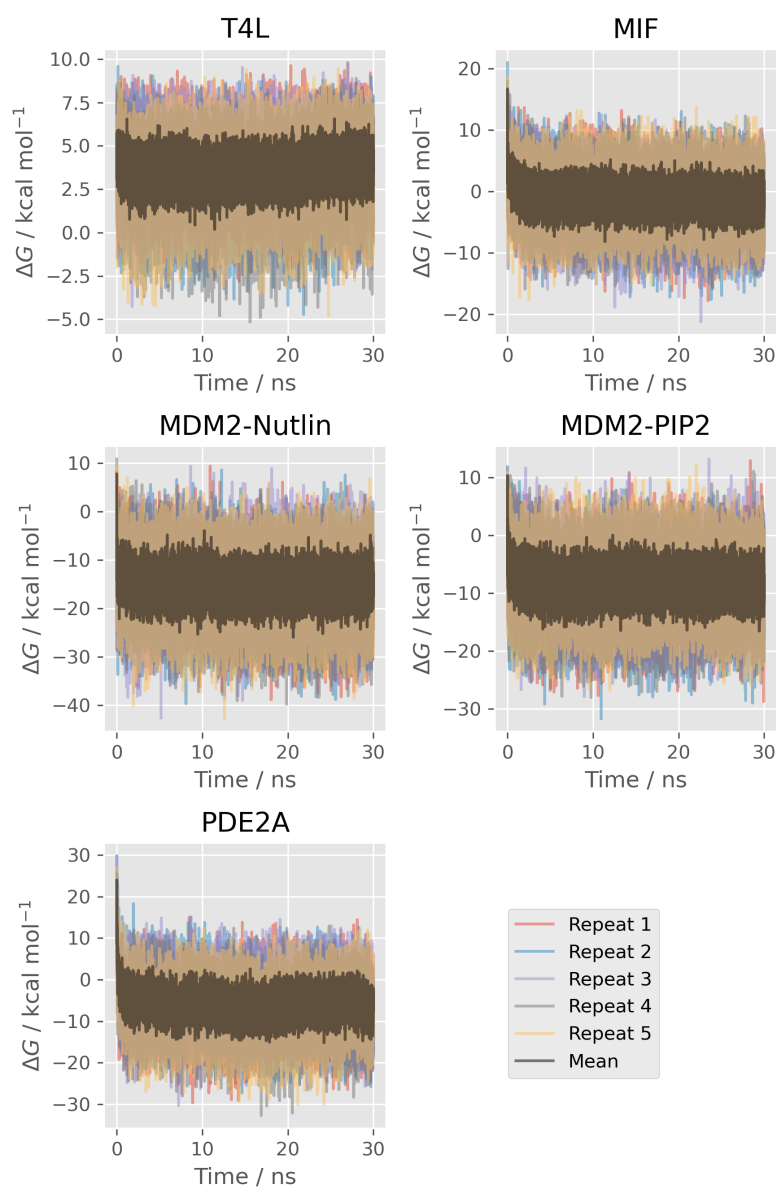 T4L
10.0
7.5
5.0
2.5
0.0
−2.5
−5.0
ΔG / kcal mol⁻¹
0 10 20 30
Time / ns
MIF
20
10
0
−10
−20
ΔG / kcal mol⁻¹
0 10 20 30
Time / ns
MDM2-Nutlin
10
0
−10
−20
−30
−40
ΔG / kcal mol⁻¹
0 10 20 30
Time / ns
MDM2-PIP2
10
0
−10
−20
−30
ΔG / kcal mol⁻¹
0 10 20 30
Time / ns
PDE2A
30
20
10
0
−10
−20
−30
ΔG / kcal mol⁻¹
0 10 20 30
Time / ns
Repeat 1
Repeat 2
Repeat 3
Repeat 4
Repeat 5
Mean